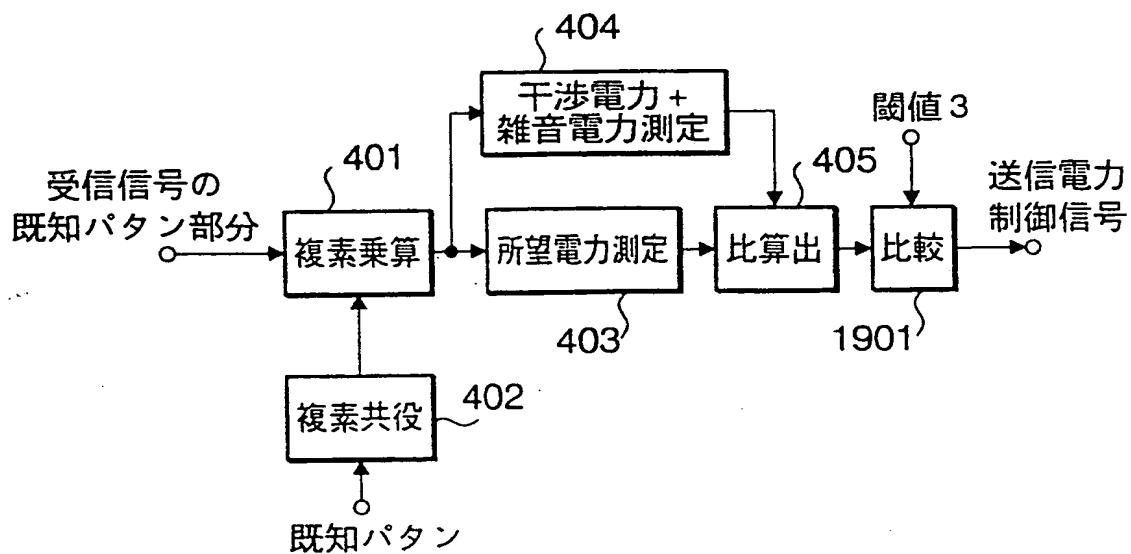 404
干渉電力+
雑音電力測定
閾値3
401
405
受信信号の
既知パタン部分
送信電力
制御信号
複素乗算
所望電力測定
比算出
比較
403
1901
複素共役
402
既知パタン